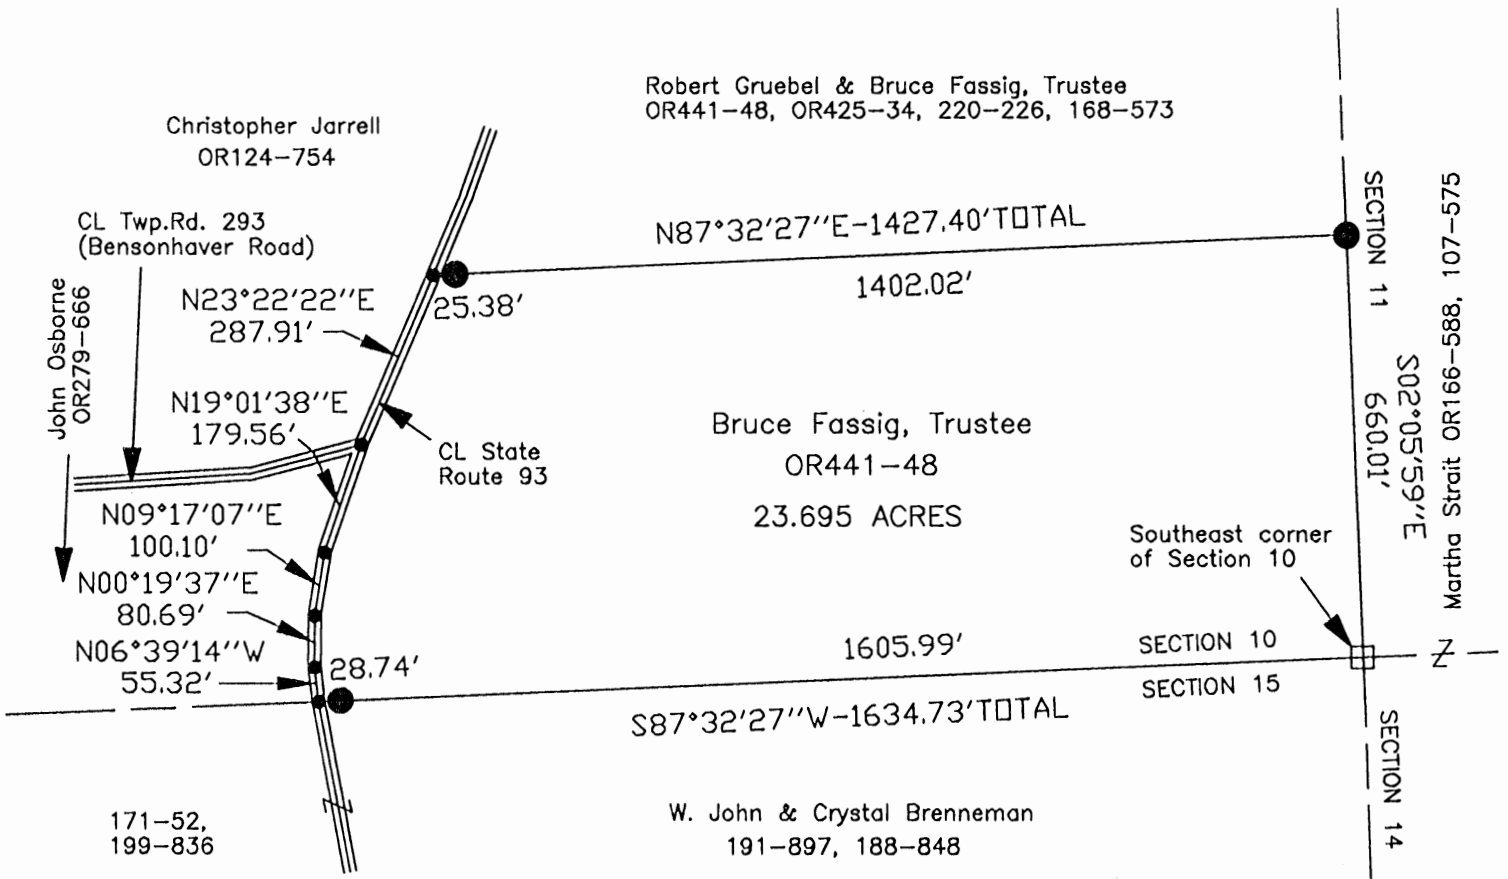 Robert Gruebel & Bruce Fassig, Trustee
OR441-48, OR425-34, 220-226, 168-573
Christopher Jarrell
OR124-754
CL Twp.Rd. 293
(Bensonhaver Road)
John Osborne
OR279-666
N87°32'27"E-1427.40'TOTAL
1402.02'
25.38'
N23°22'22"E
287.91'
N19°01'38"E
179.56'
CL State
Route 93
N09°17'07"E
100.10'
N00°19'37"E
80.69'
N06°39'14"W
55.32'
28.74'
Bruce Fassig, Trustee
OR441-48
23.695 ACRES
SECTION 11
S02°05'59"E
660.01'
Martha Strait OR166-588, 107-575
Southeast corner
of Section 10
1605.99'
SECTION 10
SECTION 15
S87°32'27"W-1634.73'TOTAL
SECTION 14
171-52,
199-836
W. John & Crystal Brenneman
191-897, 188-848